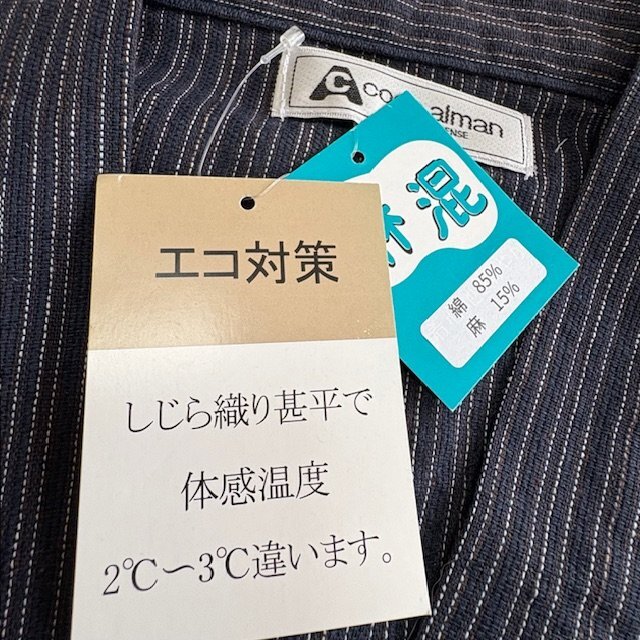 エコ対策
しじら織り甚平で
体感温度
2℃〜3℃違います。
混
綿 85%
麻 15%